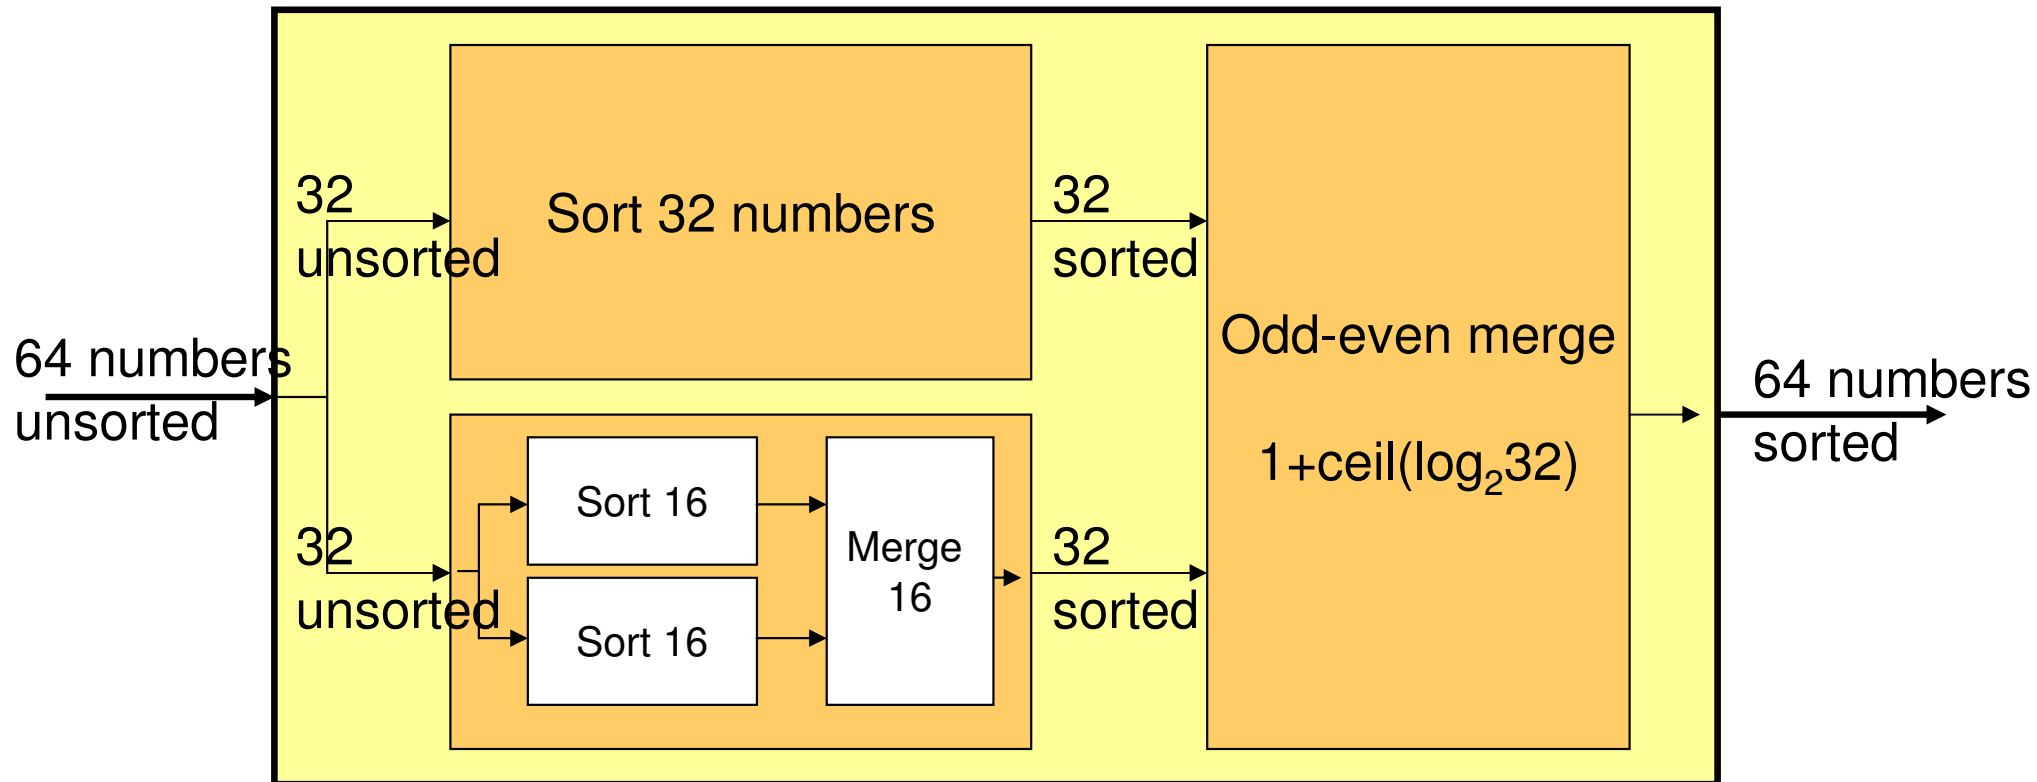 64 numbers
unsorted
32
unsorted
Sort 32 numbers
32
sorted
32
unsorted
Sort 16
Sort 16
Merge
16
32
sorted
Odd-even merge
1+ceil(log₂32)
64 numbers
sorted